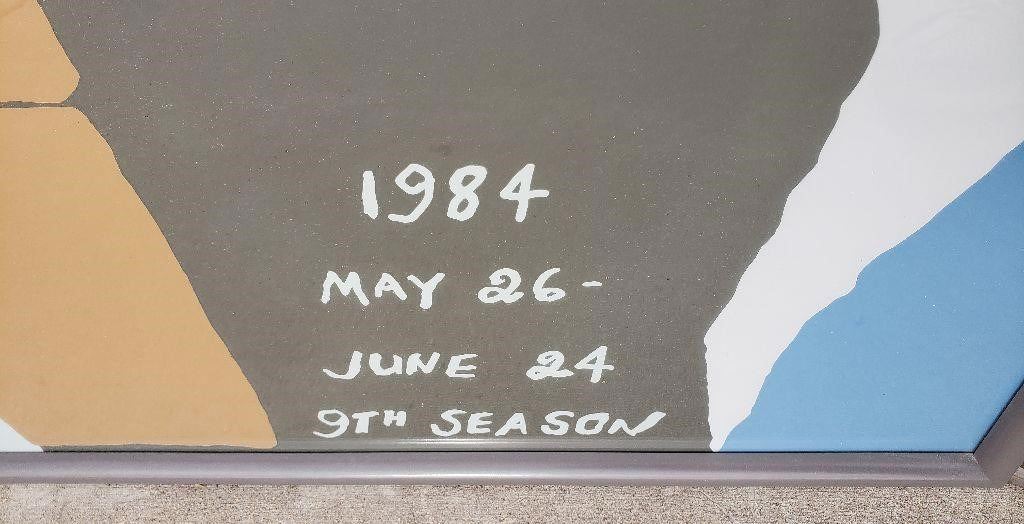 1984
MAY 26-
JUNE 24
9TH SEASON